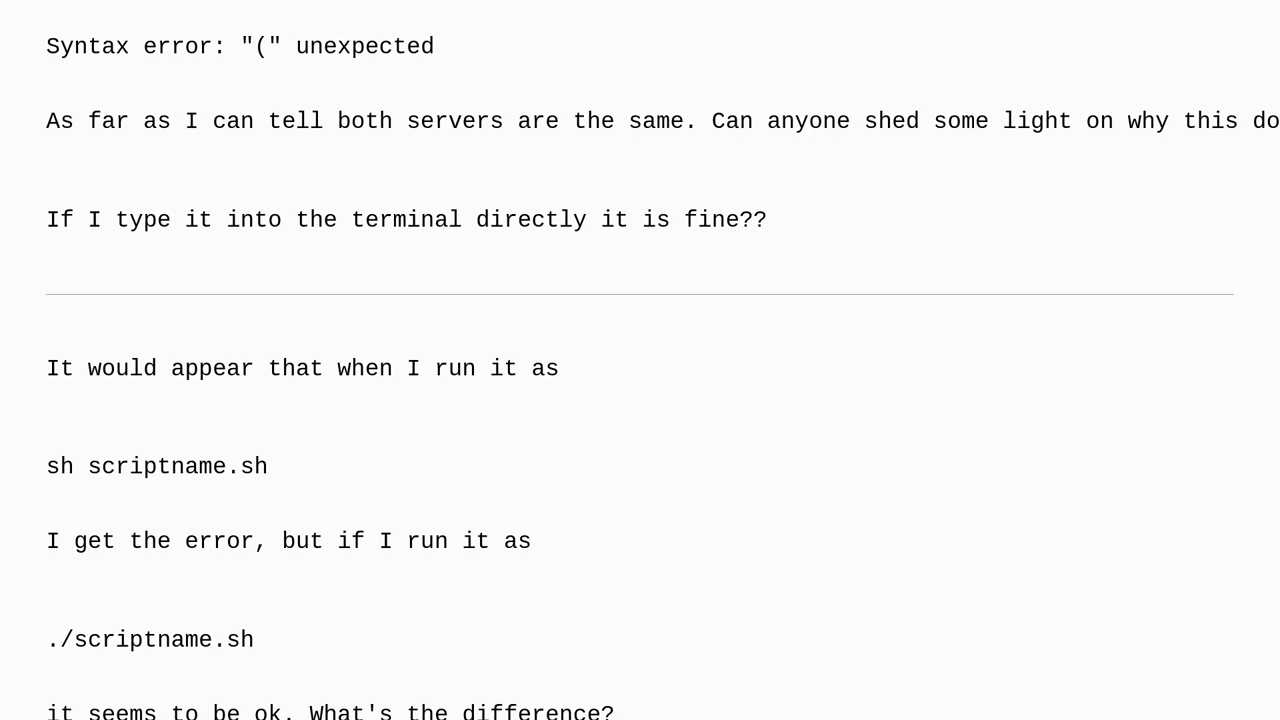 Syntax error: "(" unexpected
As far as I can tell both servers are the same. Can anyone shed some light on why this
If I type it into the terminal directly it is fine??
It would appear that when I run it as
sh scriptname.sh
I get the error, but if I run it as
./scriptname.sh
it seems to be ok. What's the difference?